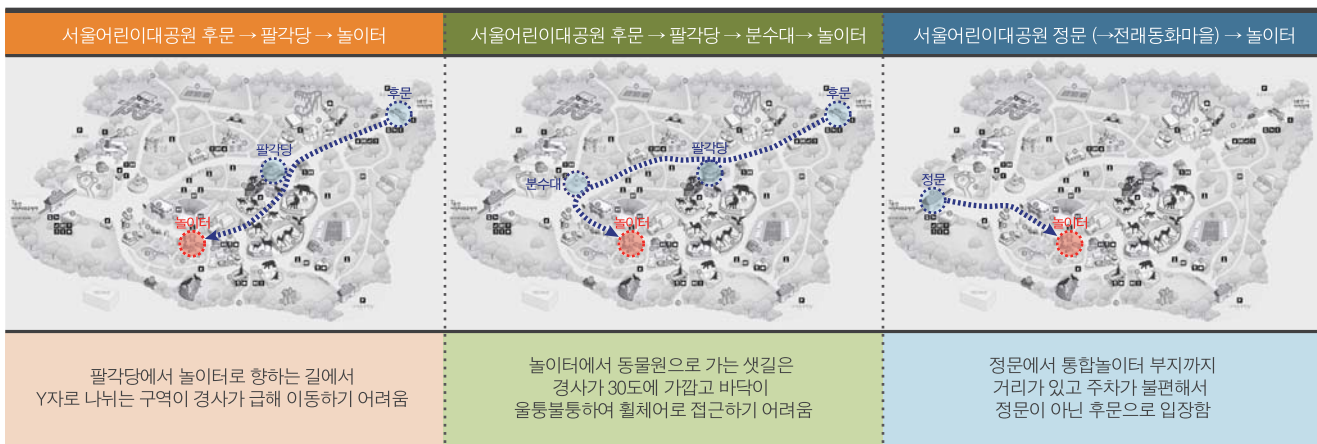 서울어린이대공원 후문 → 팔각당 → 놀이터
후문
팔각당
놀이터
팔각당에서 놀이터로 향하는 길에서
Y자로 나뉘는 구역이 경사가 급해 이동하기 어려움
서울어린이대공원 후문 → 팔각당 → 분수대→ 놀이터
후문
팔각당
분수대
놀이터
놀이터에서 동물원으로 가는 샛길은
경사가 30도에 가깝고 바닥이
울퉁불퉁하여 휠체어로 접근하기 어려움
서울어린이대공원 정문 (→전래동화마을) → 놀이터
정문
놀이터
정문에서 통합놀이터 부지까지
거리가 있고 주차가 불편해서
정문이 아닌 후문으로 입장함